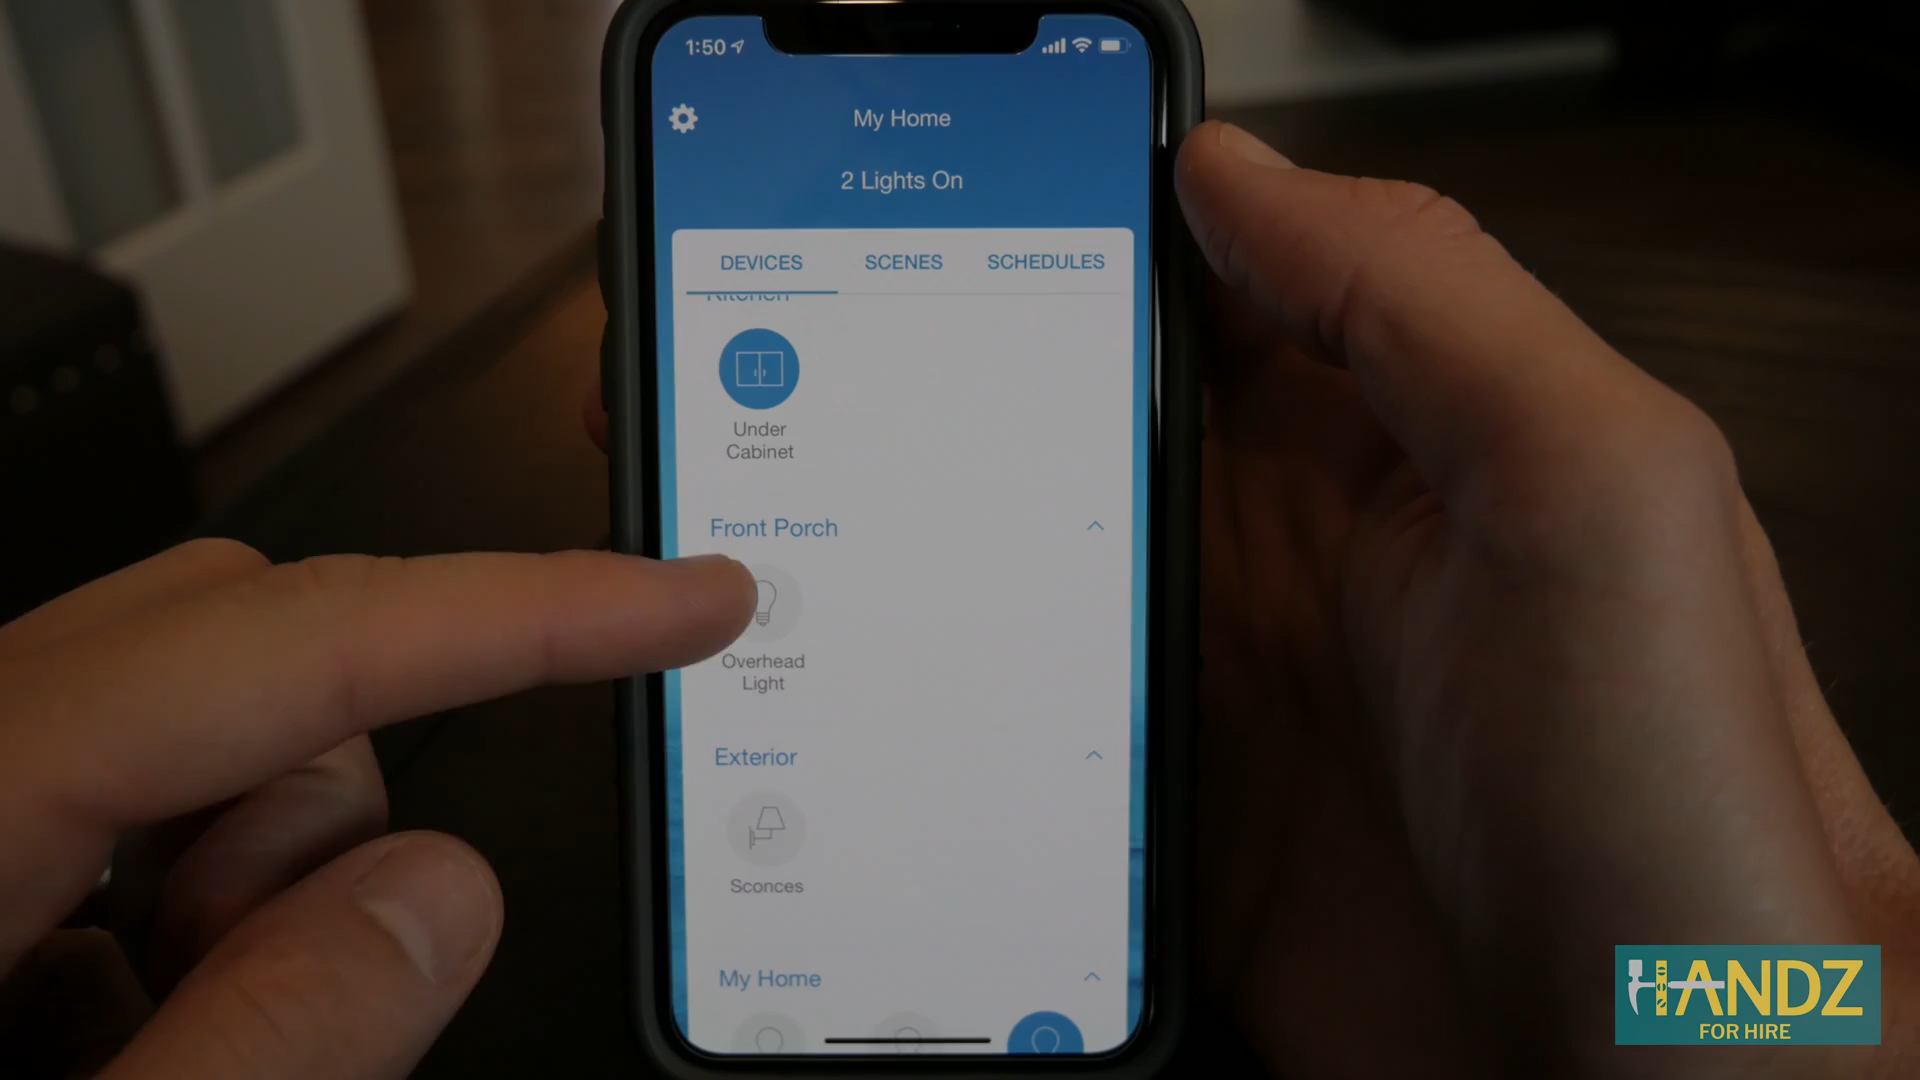 1:50
My Home
2 Lights On
DEVICES SCENES SCHEDULES
Kitchen
Under
Cabinet
Front Porch
Overhead
Light
Exterior
Sconces
My Home
HANDZ
FOR HIRE